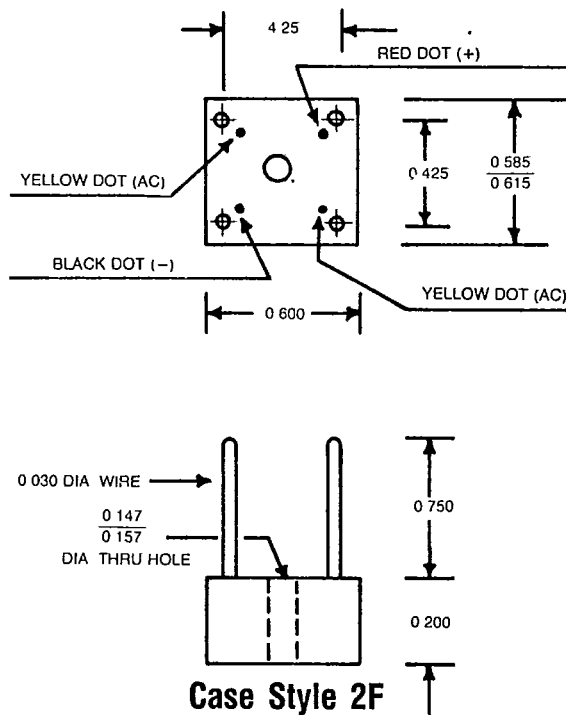 4 25
RED DOT (+)
YELLOW DOT (AC)
0 425
0 585
0 615
BLACK DOT (−)
YELLOW DOT (AC)
0 600
0 030 DIA WIRE
0 750
0 147
0 157
DIA THRU HOLE
0 200
Case Style 2F